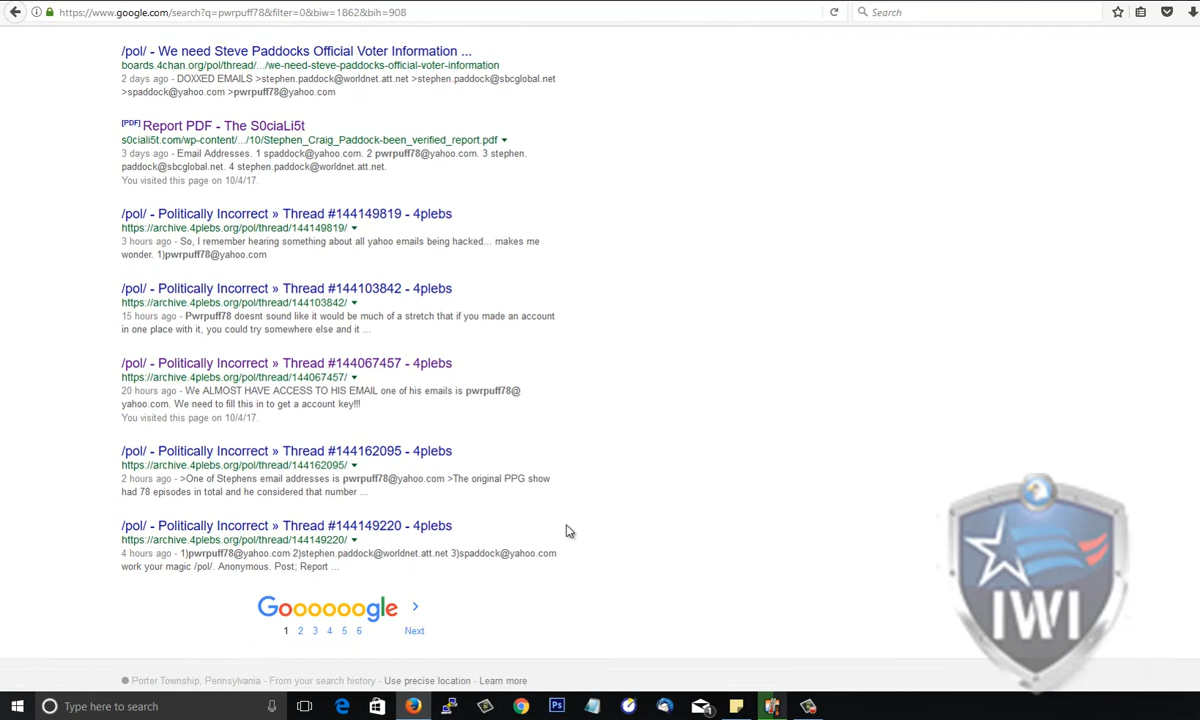 https://www.google.com/search?q=pwrpuff78&filter=0&biw=1862&bih=908
Search
/pol/ - We need Steve Paddocks Official Voter Information ...
boards.4chan.org/pol/thread/.../we-need-steve-paddocks-official-voter-information
2 days ago - DOXXED EMAILS >stephen.paddock@worldnet.att.net >stephen.paddock@sbcglobal.net
>spaddock@yahoo.com >pwrpuff78@yahoo.com
[PDF] Report PDF - The S0ciaLi5t
s0ciali5t.com/wp-content/.../10/Stephen_Craig_Paddock-been_verified_report.pdf
3 days ago - Email Addresses. 1 spaddock@yahoo.com. 2 pwrpuff78@yahoo.com. 3 stephen.
paddock@sbcglobal.net. 4 stephen.paddock@worldnet.att.net.
You visited this page on 10/4/17.
/pol/ - Politically Incorrect » Thread #144149819 - 4plebs
https://archive.4plebs.org/pol/thread/144149819/
3 hours ago - So, I remember hearing something about all yahoo emails being hacked... makes me
wonder. 1)pwrpuff78@yahoo.com
/pol/ - Politically Incorrect » Thread #144103842 - 4plebs
https://archive.4plebs.org/pol/thread/144103842/
15 hours ago - Pwrpuff78 doesnt sound like it would be much of a stretch that if you made an account
in one place with it, you could try somewhere else and it ...
/pol/ - Politically Incorrect » Thread #144067457 - 4plebs
https://archive.4plebs.org/pol/thread/144067457/
20 hours ago - We ALMOST HAVE ACCESS TO HIS EMAIL one of his emails is pwrpuff78@
yahoo.com. We need to fill this in to get a account key!!!
You visited this page on 10/4/17.
/pol/ - Politically Incorrect » Thread #144162095 - 4plebs
https://archive.4plebs.org/pol/thread/144162095/
2 hours ago - >One of Stephens email addresses is pwrpuff78@yahoo.com >The original PPG show
had 78 episodes in total and he considered that number ...
/pol/ - Politically Incorrect » Thread #144149220 - 4plebs
https://archive.4plebs.org/pol/thread/144149220/
4 hours ago - 1)pwrpuff78@yahoo.com 2)stephen.paddock@worldnet.att.net 3)spaddock@yahoo.com
work your magic /pol/. Anonymous. Post; Report ...
Goooooogle
1 2 3 4 5 6 Next
Porter Township, Pennsylvania - From your search history - Use precise location - Learn more
IWI
Type here to search